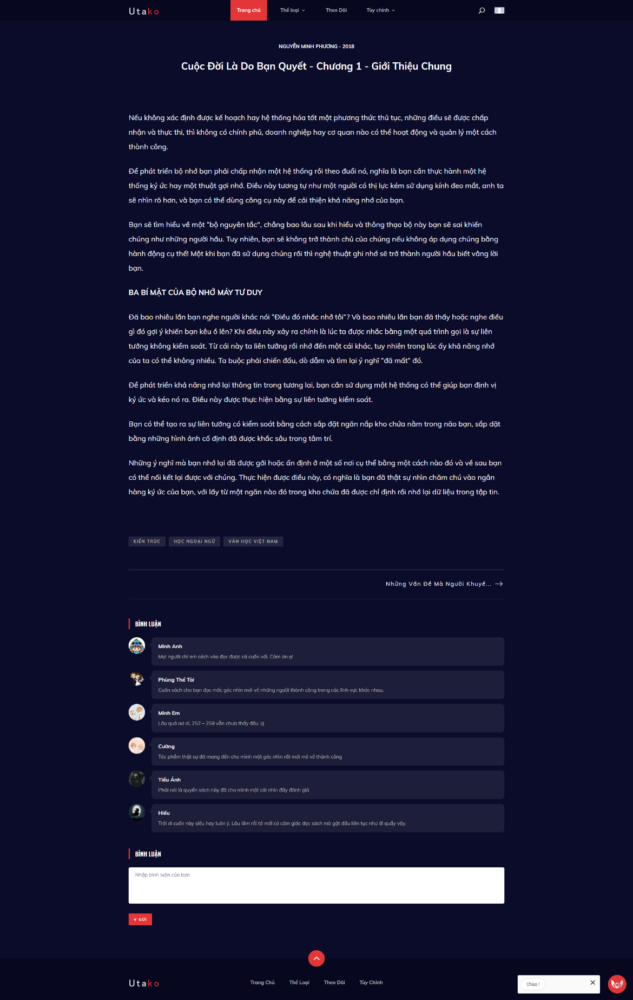 Utako
Trang chủ
Thể loại
Theo Dõi
Tùy chỉnh
NGUYỄN MINH PHƯƠNG - 2018
Cuộc Đời Là Do Bạn Quyết - Chương 1 - Giới Thiệu Chung
Nếu không xác định được kế hoạch hay hệ thống hóa tốt một phương thức thủ tục, những điều sẽ được chấp
nhận và thực thi, thì không có chính phủ, doanh nghiệp hay cơ quan nào có thể hoạt động và quản lý một cách
thành công.
Để phát triển bộ nhớ bạn phải chấp nhận một hệ thống rồi theo đuổi nó, nghĩa là bạn cần thực hành một hệ
thống ký ức hay một thuật gợi nhớ. Điều này tương tự như một người có thị lực kém sử dụng kính đeo mắt, anh ta
sẽ nhìn rõ hơn, và bạn có thể dùng công cụ này để cải thiện khả năng nhớ của bạn.
Bạn sẽ tìm hiểu về một “bộ nguyên tắc", chẳng bao lâu sau khi hiểu và thông thạo bộ này bạn sẽ sai khiến
chúng như những người hầu. Tuy nhiên, bạn sẽ không trở thành chủ của chúng nếu không áp dụng chúng bằng
hành động cụ thể! Một khi bạn đã sử dụng chúng rồi thì nghệ thuật ghi nhớ sẽ trở thành người hầu biết vâng lời
bạn.
BA BÍ MẬT CỦA BỘ NHỚ MÁY TƯ DUY
Đã bao nhiêu lần bạn nghe người khác nói “Điều đó nhắc nhở tôi”? Và bao nhiêu lần bạn đã thấy hoặc nghe điều
gì đó gợi ý khiến bạn kêu ồ lên? Khi điều này xảy ra chính là lúc ta được nhắc bằng một quá trình gọi là sự liên
tưởng không kiểm soát. Từ cái này ta liên tưởng rồi nhớ đến một cái khác, tuy nhiên trong lúc ấy khả năng nhớ
của ta có thể không nhiều. Ta buộc phải chiến đấu, dò dẫm và tìm lại ý nghĩ “đã mất” đó.
Để phát triển khả năng nhớ lại thông tin trong tương lai, bạn cần sử dụng một hệ thống có thể giúp bạn định vị
ký ức và kéo nó ra. Điều này được thực hiện bằng sự liên tưởng kiểm soát.
Bạn có thể tạo ra sự liên tưởng có kiểm soát bằng cách sắp đặt ngăn nắp kho chứa nằm trong não bạn, sắp dặt
bằng những hình ảnh cố định đã được khắc sâu trong tâm trí.
Những ý nghĩ mà bạn nhớ lại đã được gởi hoặc ấn định ở một số nơi cụ thể bằng một cách nào đó và về sau bạn
có thể nối kết lại được với chúng. Thực hiện được điều này, có nghĩa là bạn đã thật sự nhìn chăm chú vào ngân
hàng ký ức của bạn, với lấy từ một ngăn nào đó trong kho chứa đã được chỉ định rồi nhớ lại dữ liệu trong tập tin.
KIẾN TRÚC
HỌC NGOẠI NGỮ
VĂN HỌC VIỆT NAM
Những Vấn Đề Mà Người Khuyế...
BÌNH LUẬN
Minh Anh
Mọi người chỉ em cách vào đọc được cả cuốn với. Cám ơn ạ!
Phùng Thế Tài
Cuốn sách cho bạn đọc mốc góc nhìn mới về những người thành công trong các lĩnh vực khác nhau.
Minh Em
Lâu quá ad ơi, 252 – 259 vẫn chưa thấy đâu :((
Cường
Tác phẩm thật sự đã mang đến cho mình một góc nhìn rất mới mẻ về thành công
Tiểu Ánh
Phải nói là quyển sách này đã cho mình một cái nhìn đầy đánh giá
Hiếu
Trời ơi cuốn này siêu hay luôn ý. Lâu lắm rồi tớ mới có cảm giác đọc sách mà gật đầu liên tục như đi quẩy vậy.
BÌNH LUẬN
Nhập bình luận của bạn
GỬI
Utako
Trang Chủ
Thể Loại
Theo Dõi
Tùy Chỉnh
Chào !